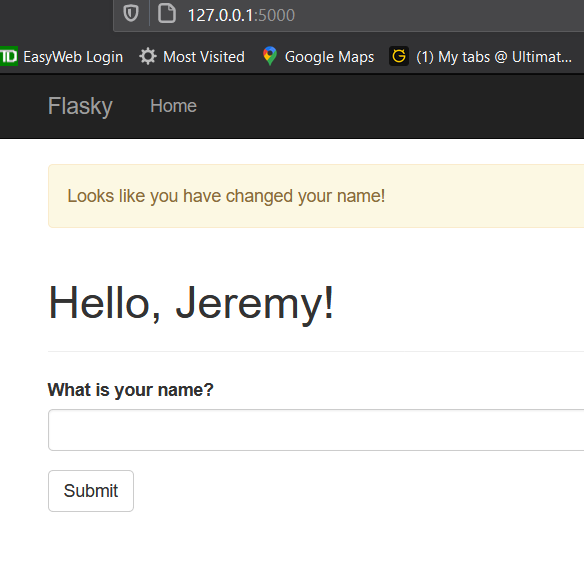 127.0.0.1:5000
TD EasyWeb Login Most Visited Google Maps (1) My tabs @ Ultimat...
Flasky Home
Looks like you have changed your name!
Hello, Jeremy!
What is your name?
Submit